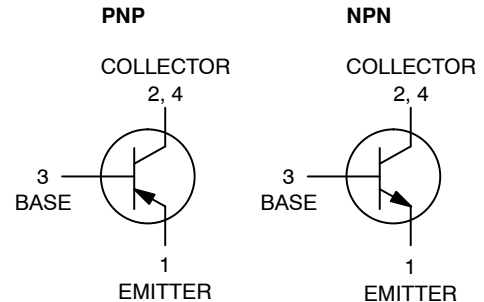 PNP
COLLECTOR
2, 4
3
BASE
1
EMITTER
NPN
COLLECTOR
2, 4
3
BASE
1
EMITTER